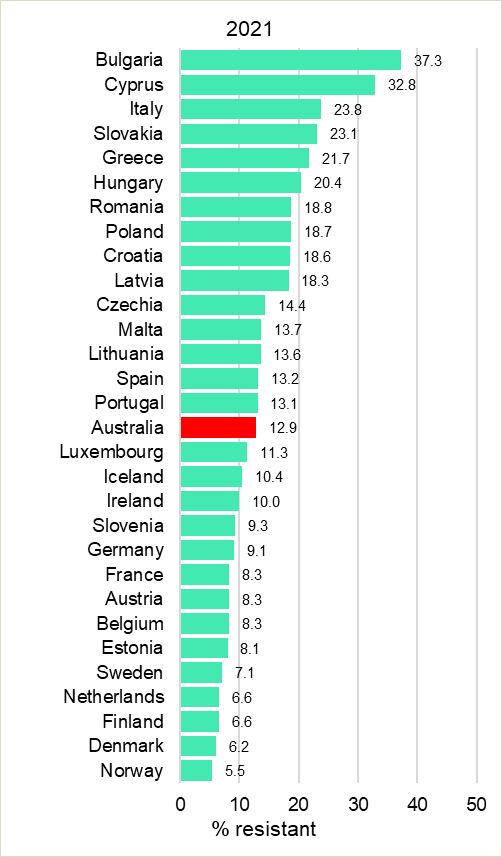 2021
Bulgaria 37.3
Cyprus 32.8
Italy 23.8
Slovakia 23.1
Greece 21.7
Hungary 20.4
Romania 18.8
Poland 18.7
Croatia 18.6
Latvia 18.3
Czechia 14.4
Malta 13.7
Lithuania 13.6
Spain 13.2
Portugal 13.1
Australia 12.9
Luxembourg 11.3
Iceland 10.4
Ireland 10.0
Slovenia 9.3
Germany 9.1
France 8.3
Austria 8.3
Belgium 8.3
Estonia 8.1
Sweden 7.1
Netherlands 6.6
Finland 6.6
Denmark 6.2
Norway 5.5
0 10 20 30 40 50
% resistant